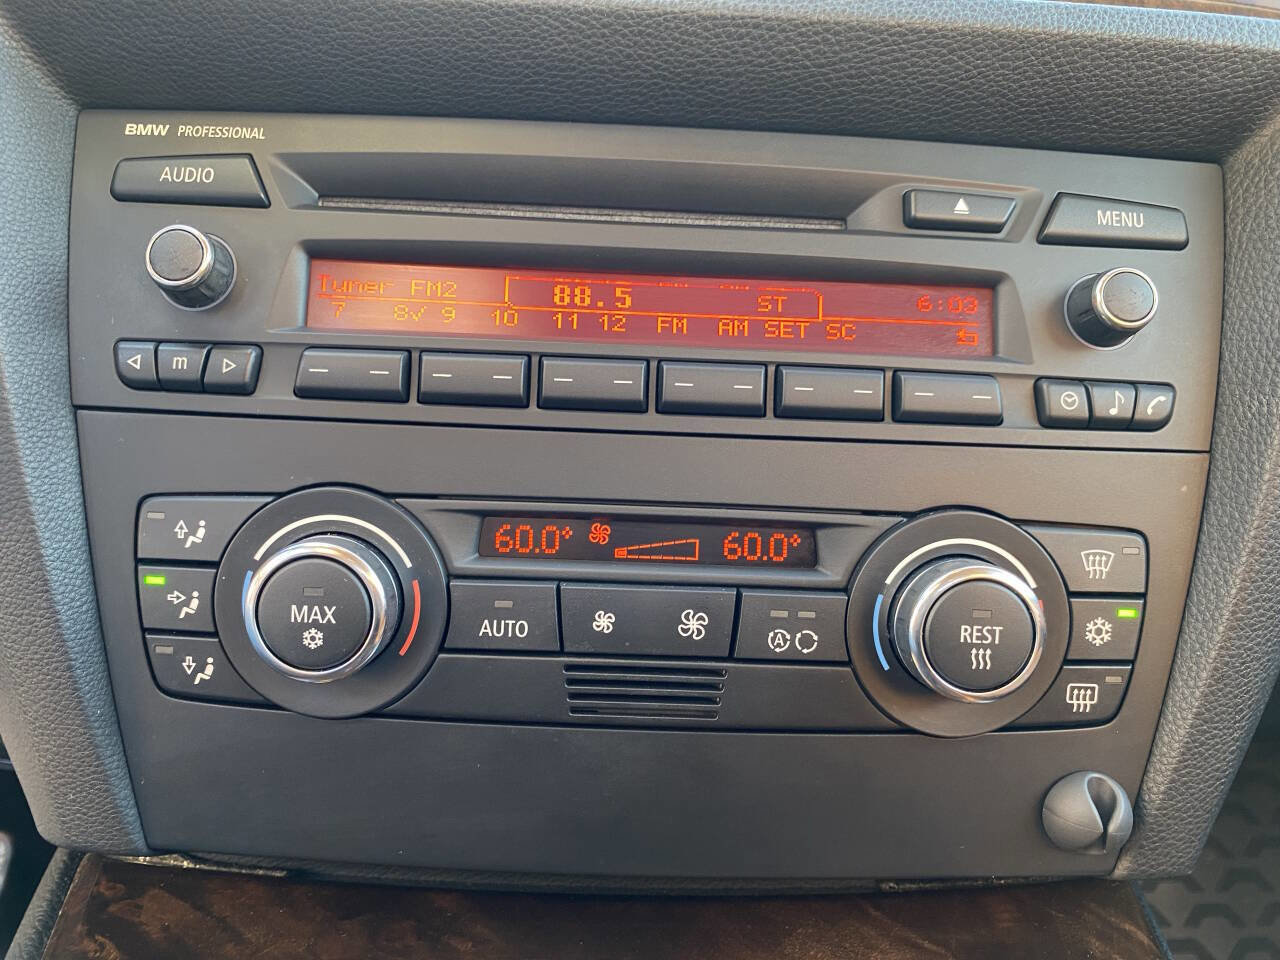 BMW PROFESSIONAL
AUDIO
MENU
Tuner FM2 88.5 ST 6:03
7 8✓ 9 10 11 12 FM AM SET SC
m
60.0° 60.0°
MAX
AUTO
A
REST